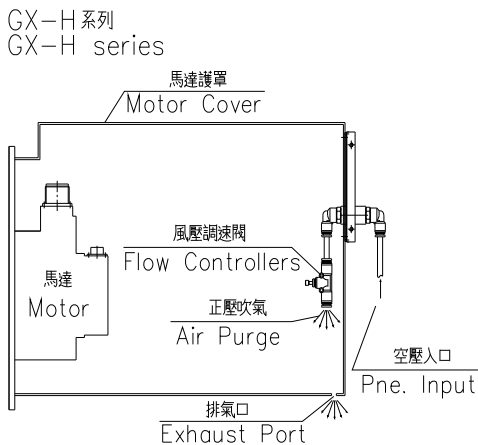 GX-H 系列
GX-H series
馬達護罩
Motor Cover
風壓調速閥
Flow Controllers
馬達
Motor
正壓吹氣
Air Purge
空壓入口
Pne. Input
排氣口
Exhaust Port